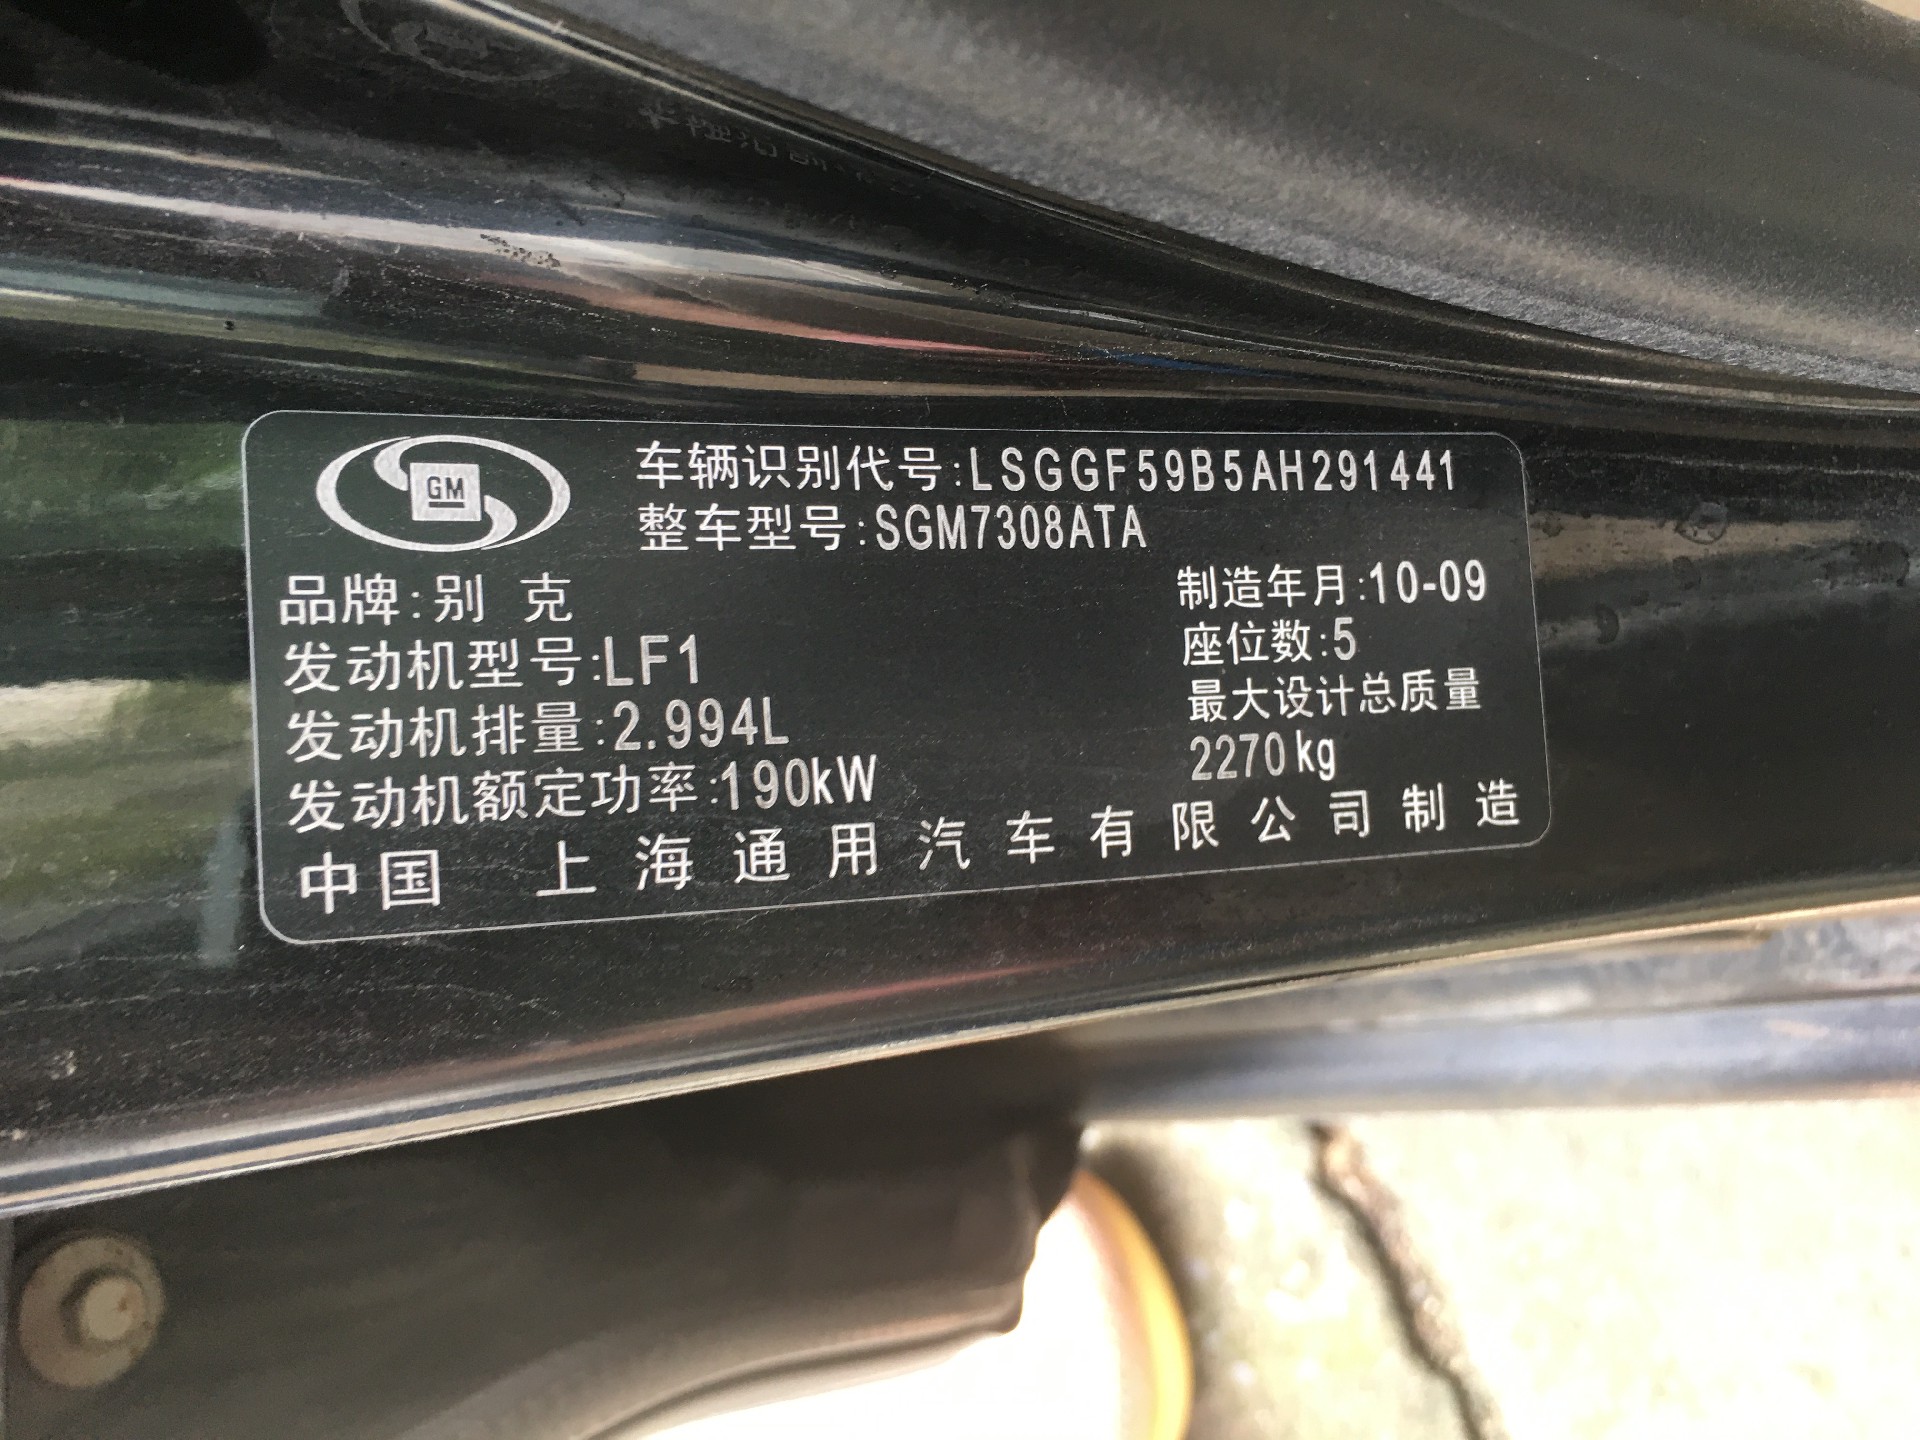 GM
车辆识别代号:LSGGF59B5AH291441
整车型号:SGM7308ATA
品牌:别 克
制造年月:10-09
发动机型号:LF1
座位数:5
发动机排量:2.994L
最大设计总质量
2270kg
发动机额定功率:190kW
中国 上海通用汽车有限公司制造